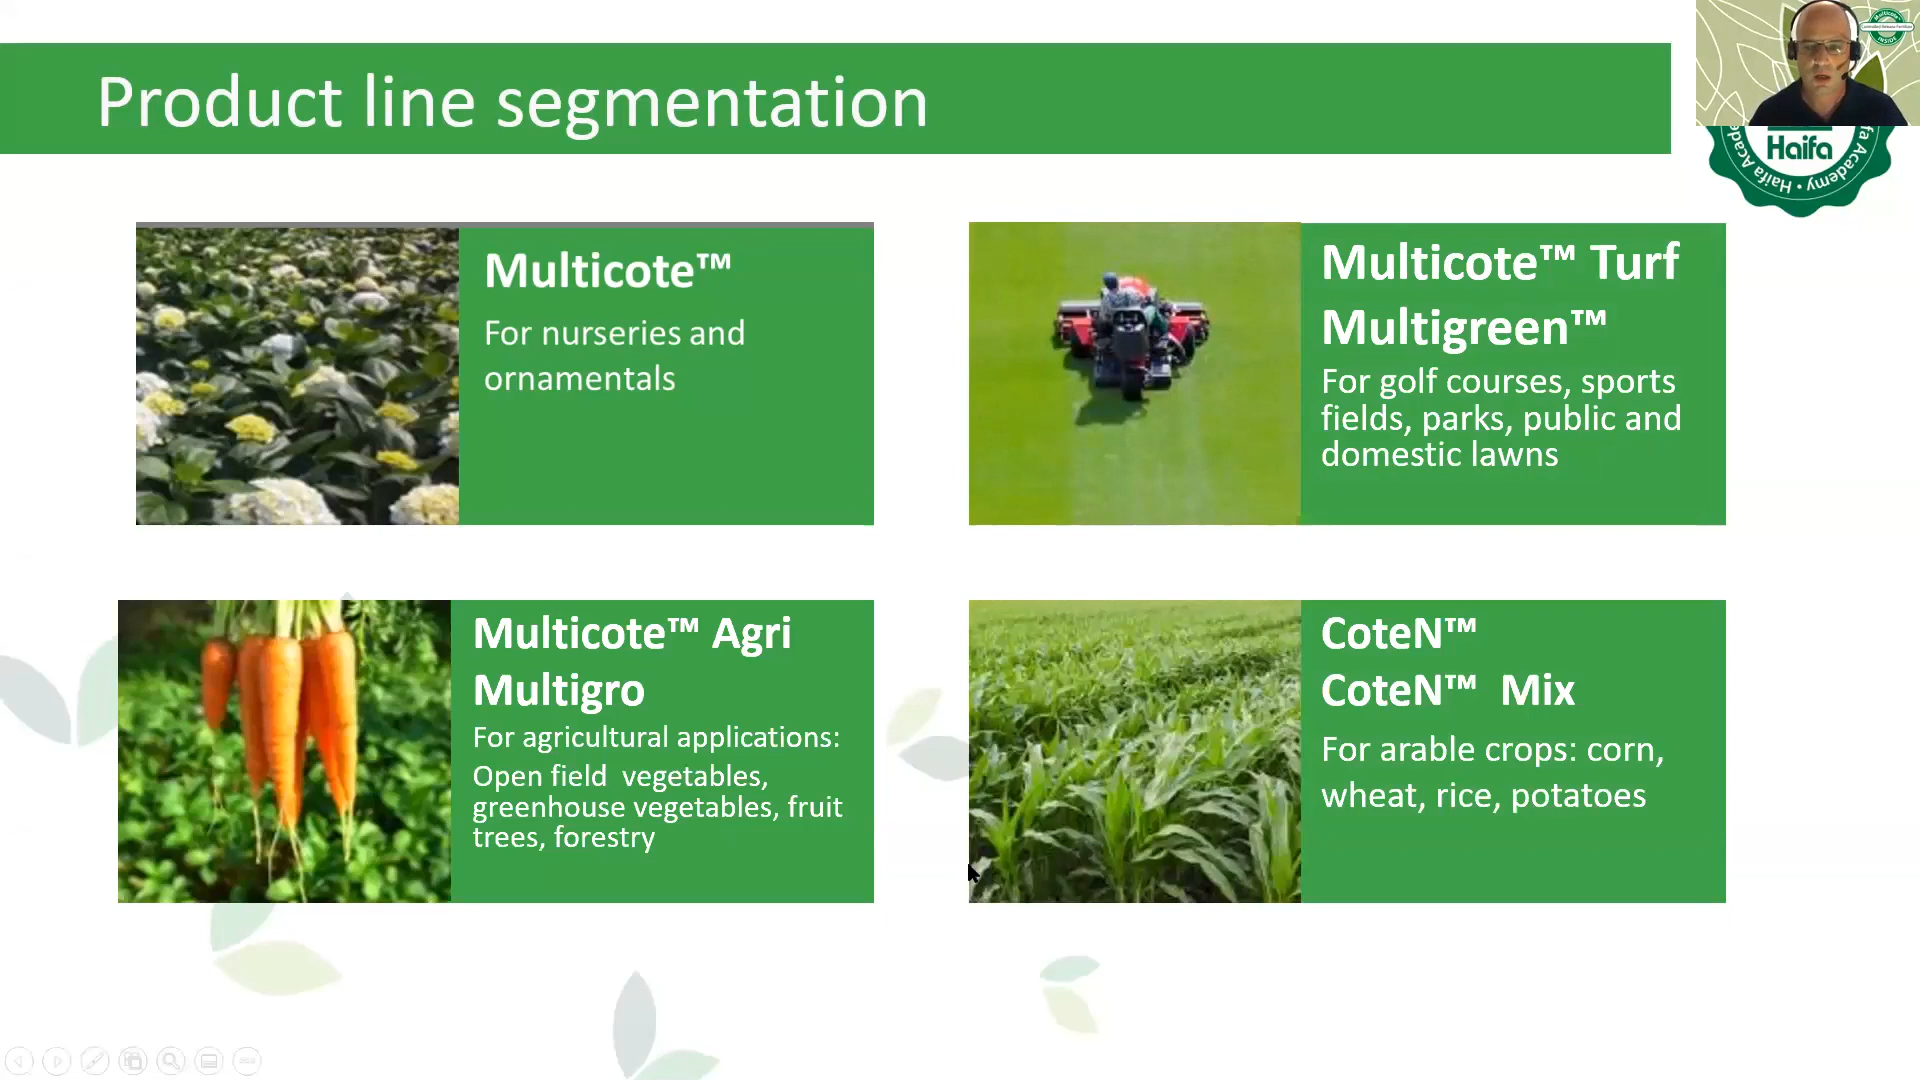 Product line segmentation
Haifa
Haifa Academy • Haifa Academy
Multicote™
For nurseries and
ornamentals
Multicote™ Turf
Multigreen™
For golf courses, sports
fields, parks, public and
domestic lawns
Multicote™ Agri
Multigro
For agricultural applications:
Open field  vegetables,
greenhouse vegetables, fruit
trees, forestry
CoteN™
CoteN™  Mix
For arable crops: corn,
wheat, rice, potatoes